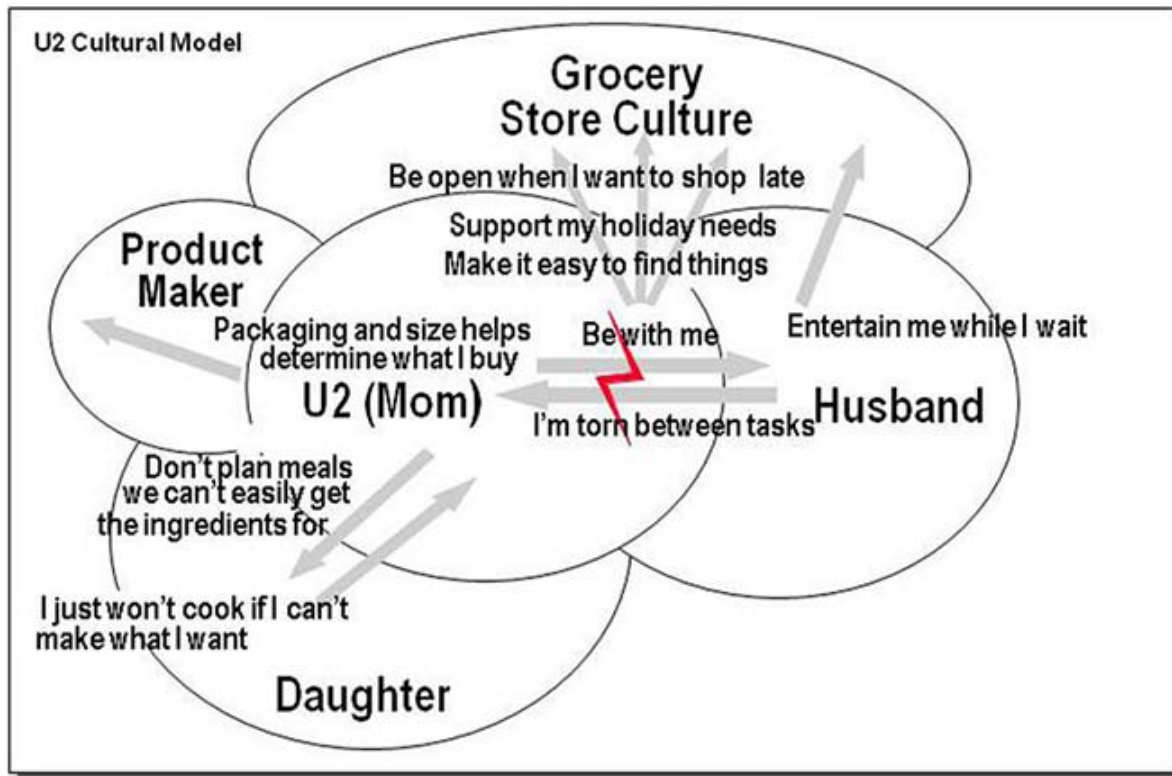 U2 Cultural Model
Grocery
Store Culture
Be open when I want to shop late
Support my holiday needs
Make it easy to find things
Product
Maker
Packaging and size helps
determine what I buy
Be with me
Entertain me while I wait
U2 (Mom)
Husband
I'm torn between tasks
Don't plan meals
we can't easily get
the ingredients for
I just won't cook if I can't
make what I want
Daughter